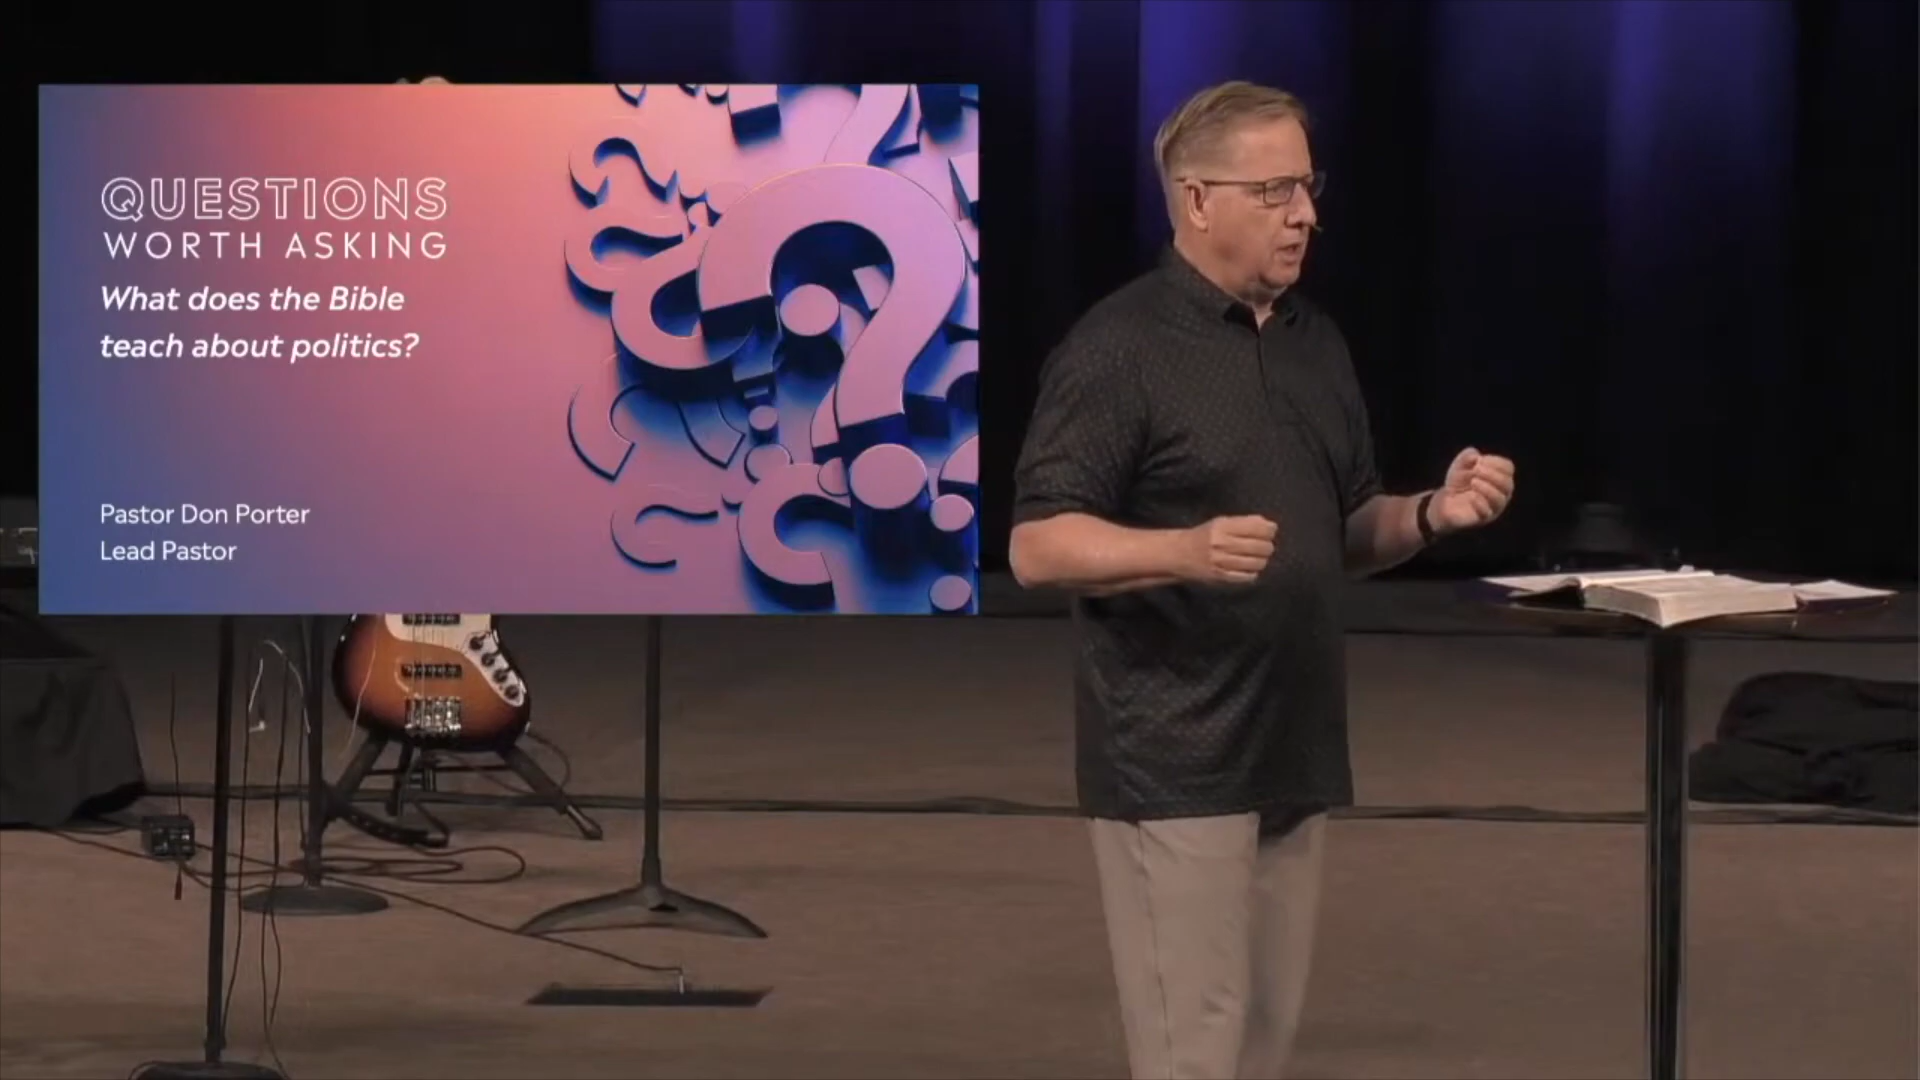 QUESTIONS
WORTH ASKING
What does the Bible
teach about politics?
Pastor Don Porter
Lead Pastor